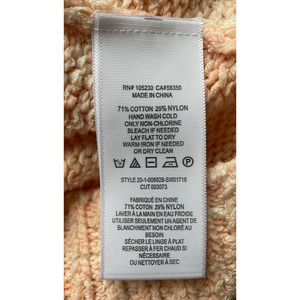 RN# 105230 CA#58350
MADE IN CHINA
71% COTTON 29% NYLON
HAND WASH COLD
ONLY NON-CHLORINE
BLEACH IF NEEDED
LAY FLAT TO DRY
WARM IRON IF NEEDED
OR DRY CLEAN
STYLE 20-1-006828-SW01716
CUT 003073
FABRIQUÉ EN CHINE
71% COTON 29% NYLON
LAVER À LA MAIN EN EAU FROIDE
UTILISER SEULEMENT UN AGENT DE
BLANCHIMENT NON CHLORÉ AU
BESOIN
SÉCHER LE LINGE À PLAT
REPASSER À FER CHAUD SI
NÉCESSAIRE
OU NETTOYER À SEC